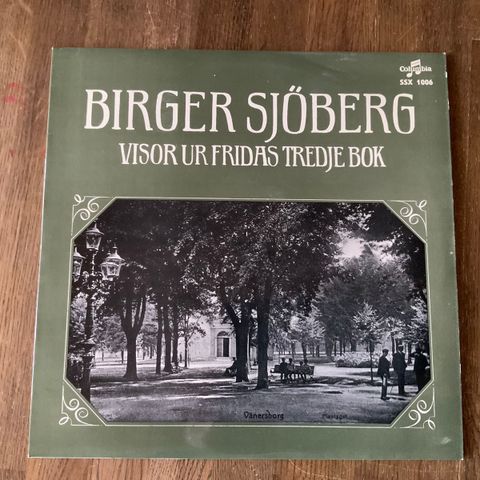 Columbia
SSX 1006
BIRGER SJÖBERG
VISOR UR FRIDAS TREDJE BOK
Vänersborg